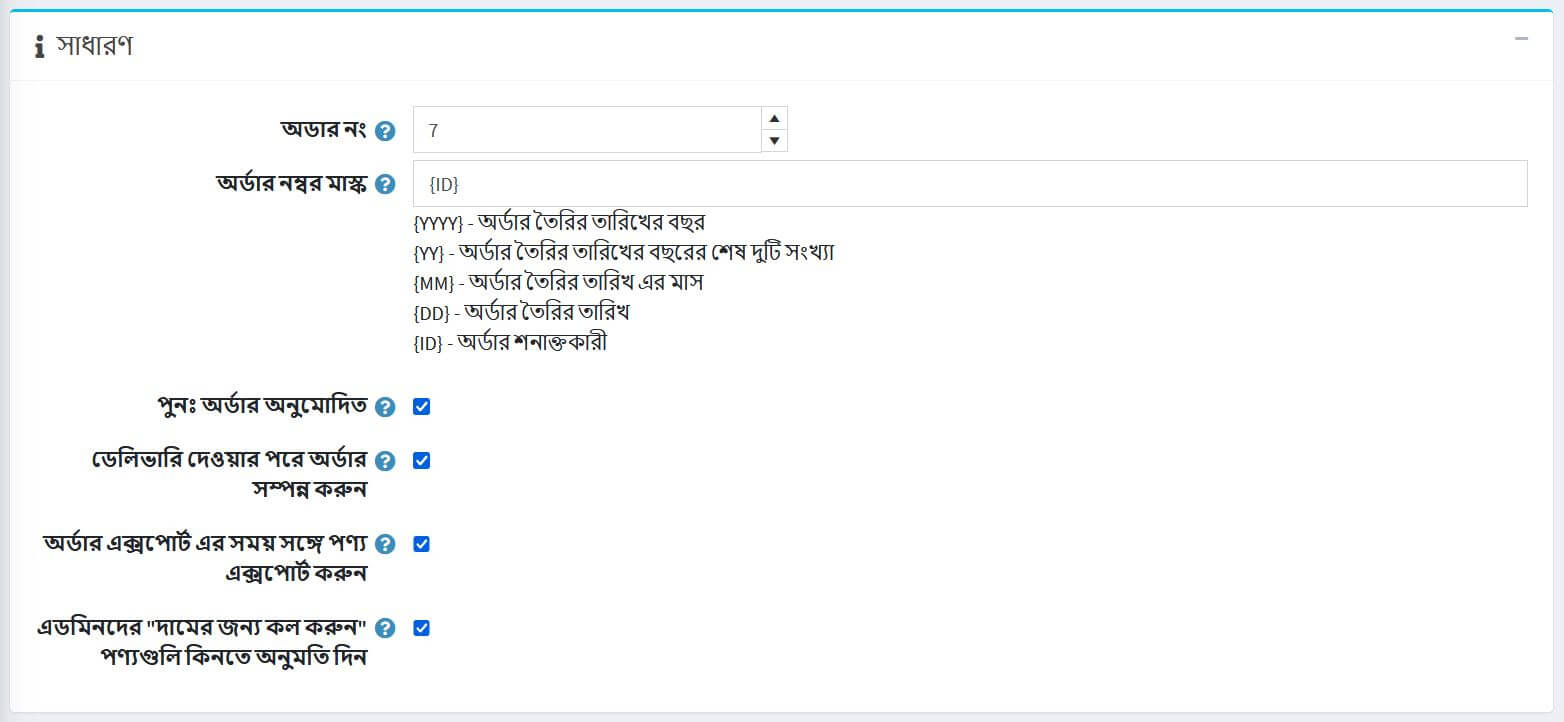 সাধারণ
অডার নং
7
অর্ডার নম্বর মাস্ক
{ID}
{YYYY} - অর্ডার তৈরির তারিখের বছর
{YY} - অর্ডার তৈরির তারিখের বছরের শেষ দুটি সংখ্যা
{MM} - অর্ডার তৈরির তারিখ এর মাস
{DD} - অর্ডার তৈরির তারিখ
{ID} - অর্ডার শনাক্তকারী
পুনঃ অর্ডার অনুমোদিত
ডেলিভারি দেওয়ার পরে অর্ডার
সম্পন্ন করুন
অর্ডার এক্সপোর্ট এর সময় সঙ্গে পণ্য
এক্সপোর্ট করুন
এডমিনদের "দামের জন্য কল করুন"
পণ্যগুলি কিনতে অনুমতি দিন